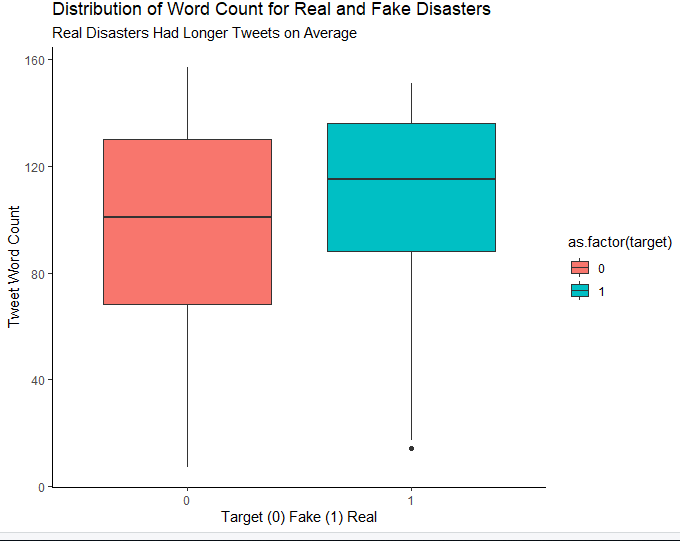 Distribution of Word Count for Real and Fake Disasters
Real Disasters Had Longer Tweets on Average
160
120
80
40
0
Tweet Word Count
0
1
Target (0) Fake (1) Real
as.factor(target)
0
1